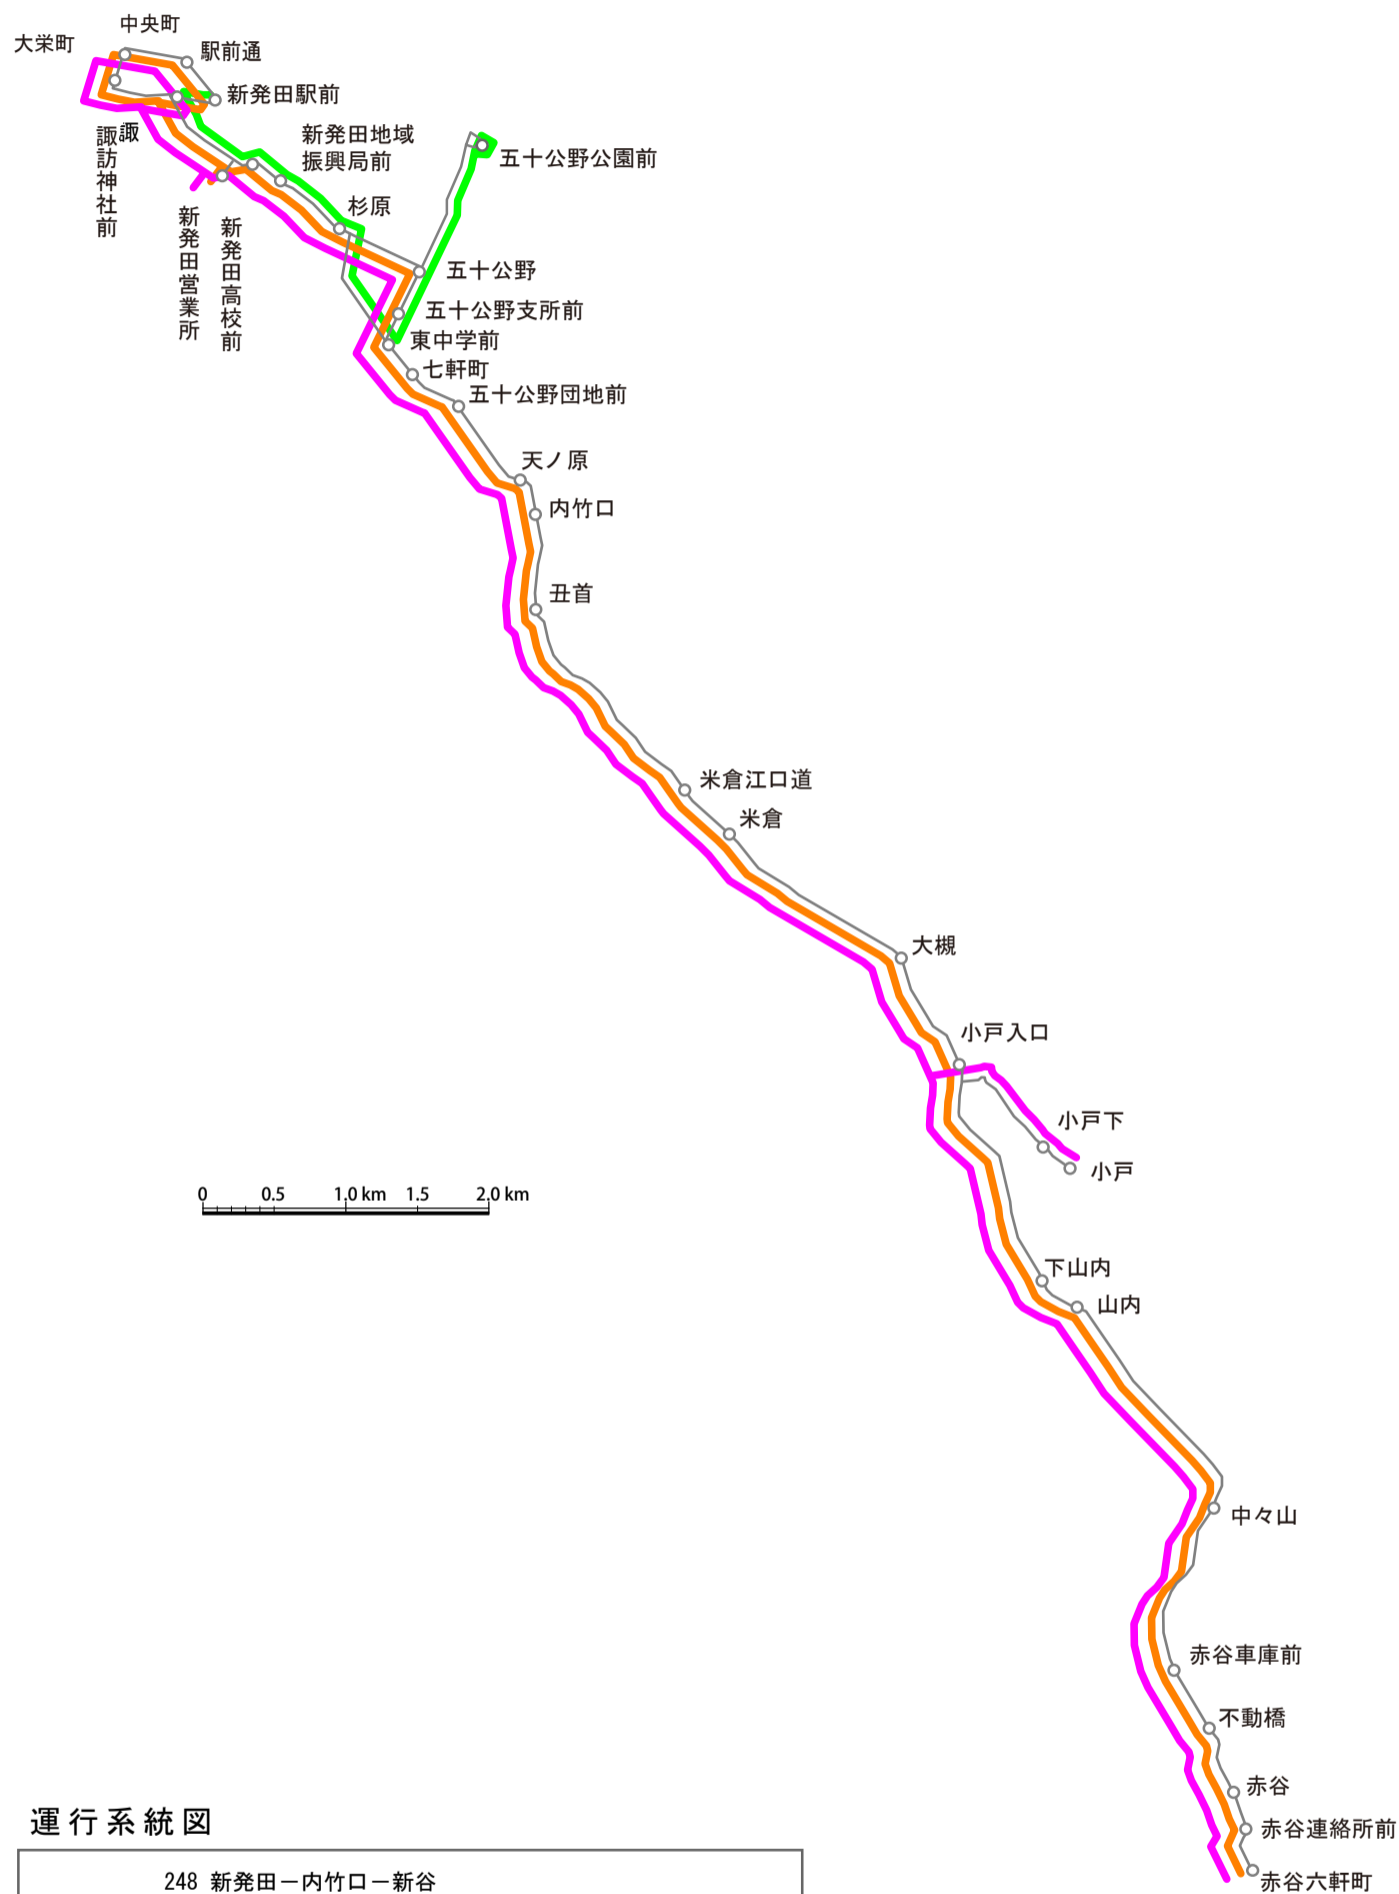 中央町
大栄町
駅前通
新発田駅前
諏
諏訪神社前
新発田地域
振興局前
五十公野公園前
杉原
新発田営業所
新発田高校前
五十公野
五十公野支所前
東中学前
七軒町
五十公野団地前
天ノ原
内竹口
丑首
米倉江口道
米倉
大槻
小戸入口
小戸下
小戸
0 0.5 1.0 km 1.5 2.0 km
下山内
山内
中々山
赤谷車庫前
不動橋
赤谷
赤谷連絡所前
赤谷六軒町
運行系統図
248 新発田－内竹口－新谷